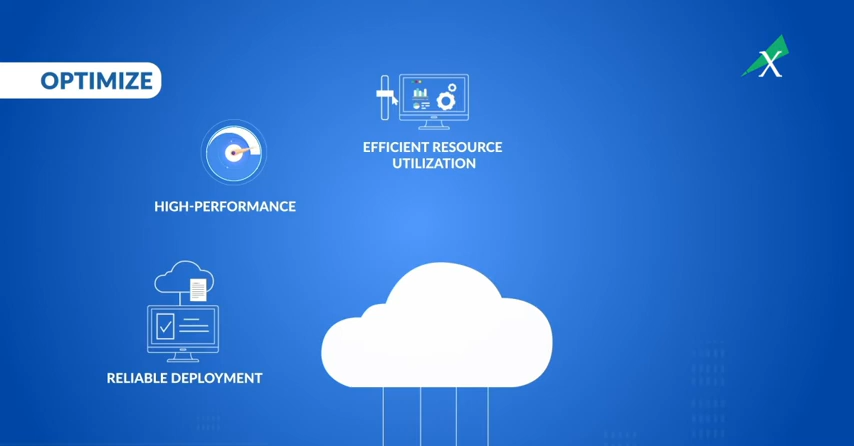 OPTIMIZE
X
EFFICIENT RESOURCE
UTILIZATION
HIGH-PERFORMANCE
RELIABLE DEPLOYMENT